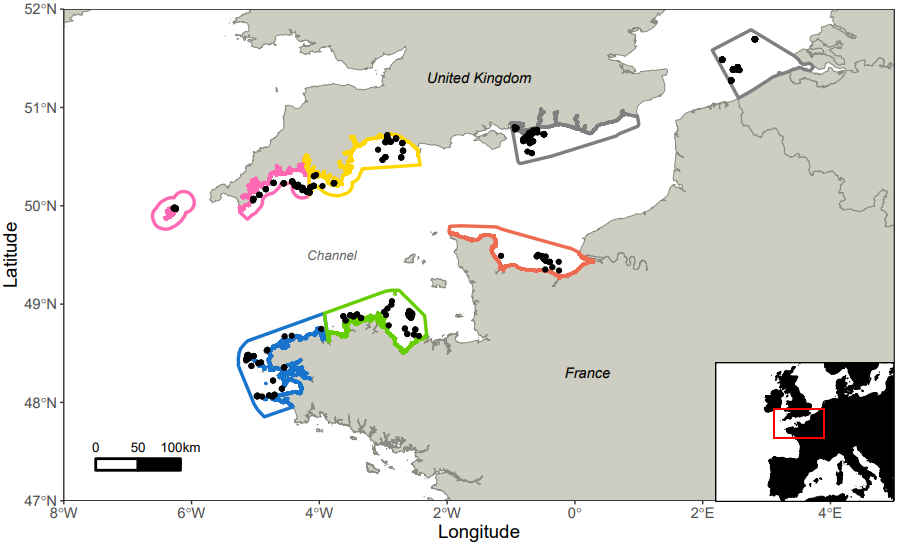 52°N
51°N
50°N
49°N
48°N
47°N
Latitude
United Kingdom
Channel
France
0 50 100km
8°W 6°W 4°W 2°W 0° 2°E 4°E
Longitude